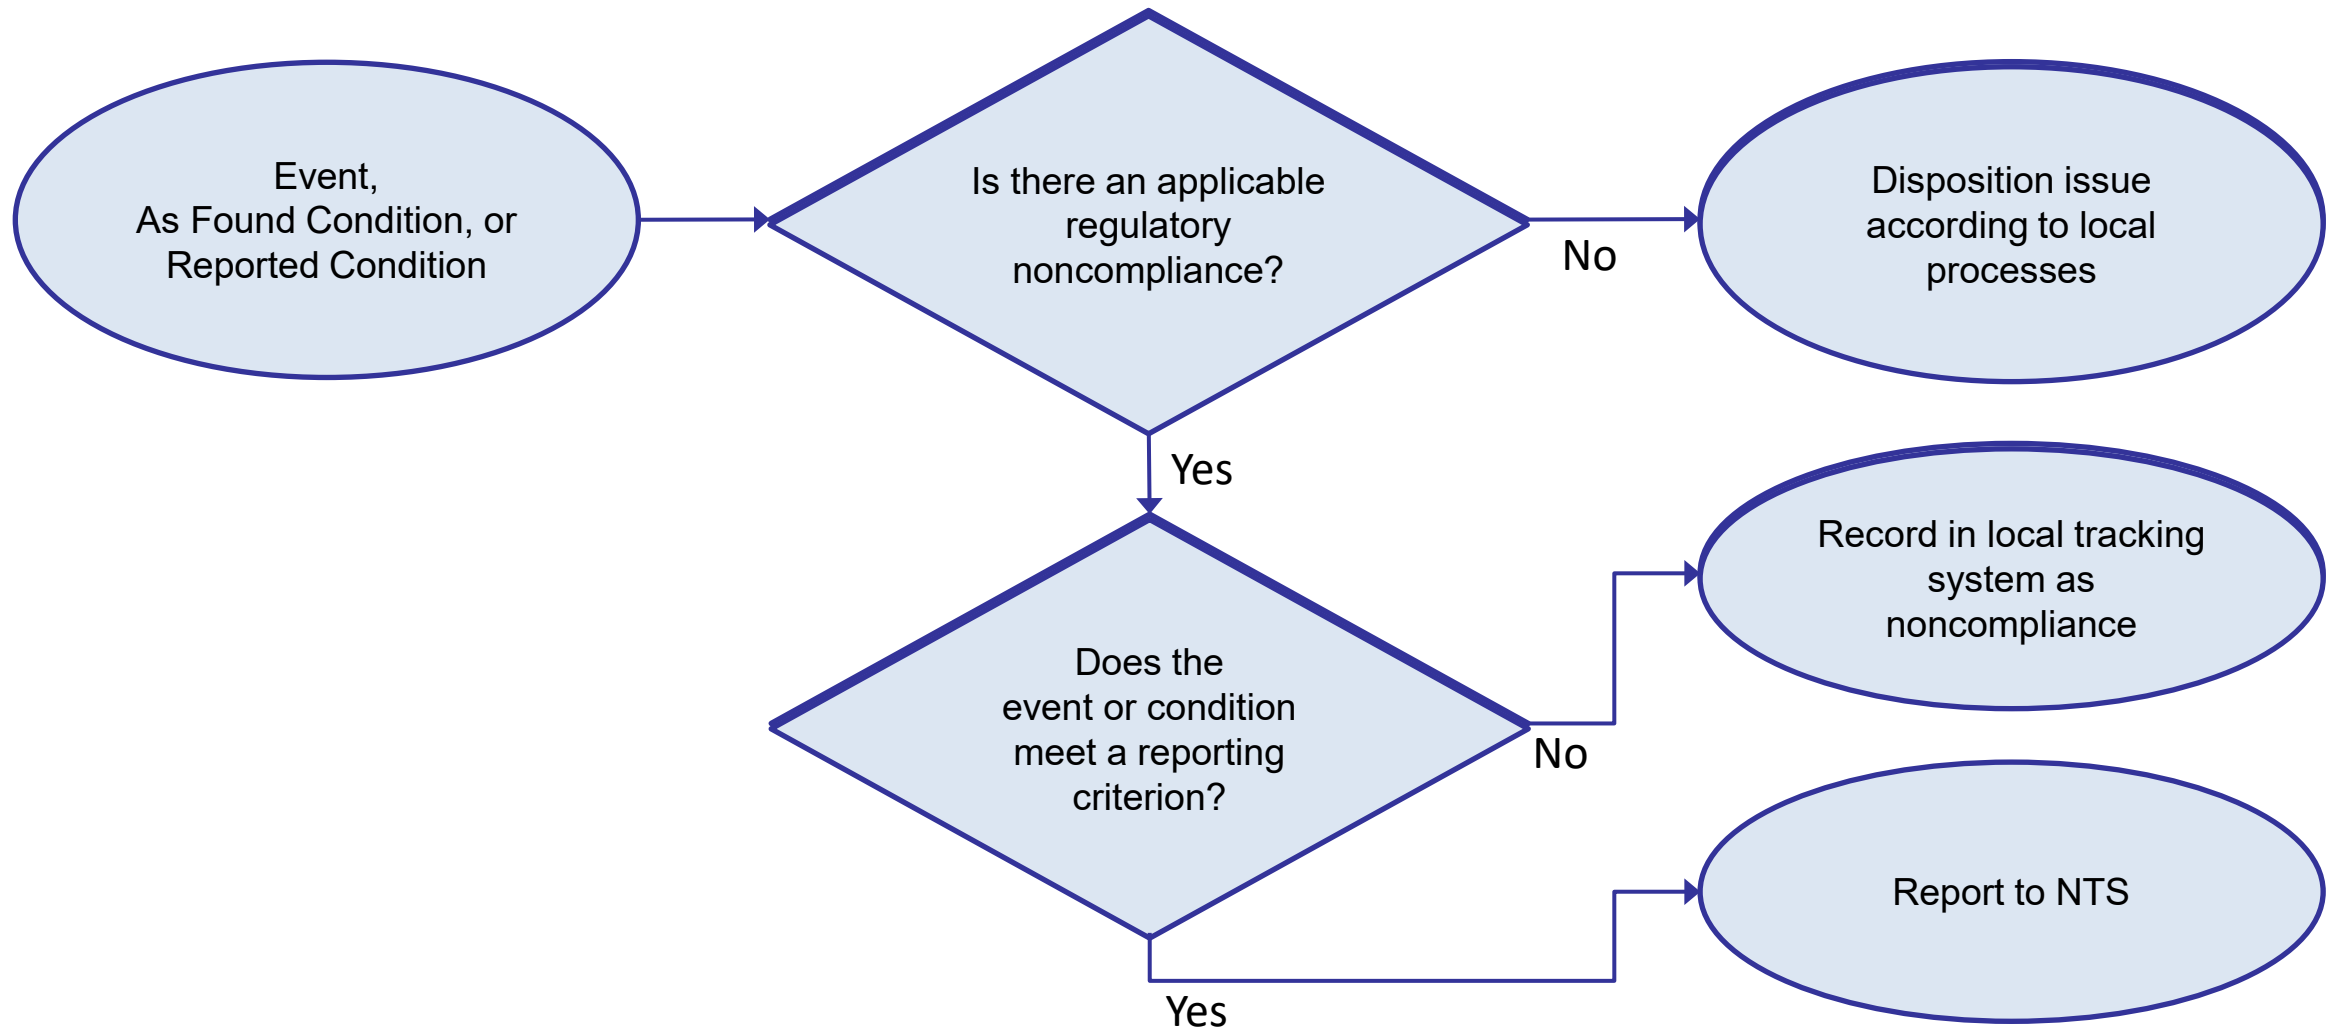 Event,
As Found Condition, or
Reported Condition
Is there an applicable
regulatory
noncompliance?
No
Disposition issue
according to local
processes
Yes
Does the
event or condition
meet a reporting
criterion?
No
Record in local tracking
system as
noncompliance
Yes
Report to NTS